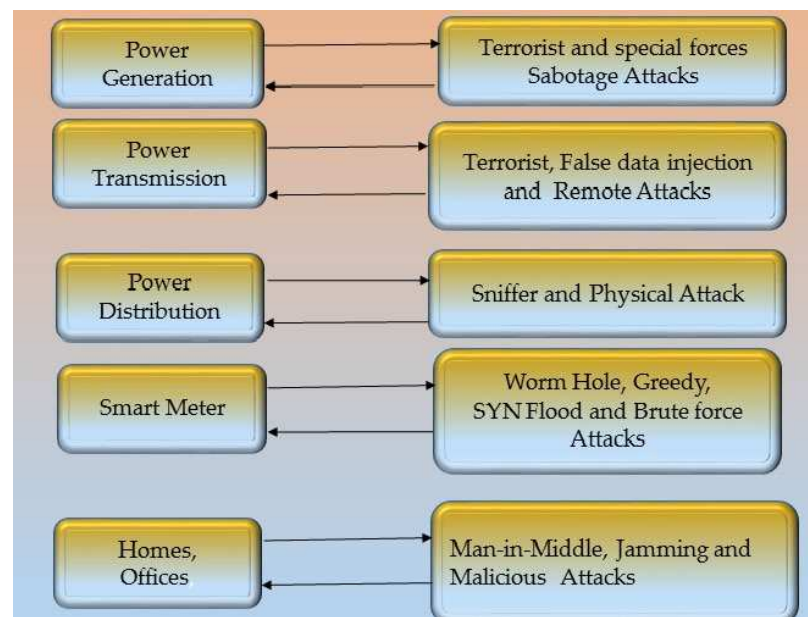 Power
Generation
Terrorist and special forces
Sabotage Attacks
Power
Transmission
Terrorist, False data injection
and Remote Attacks
Power
Distribution
Sniffer and Physical Attack
Smart Meter
Worm Hole, Greedy,
SYN Flood and Brute force
Attacks
Homes,
Offices
Man-in-Middle, Jamming and
Malicious Attacks